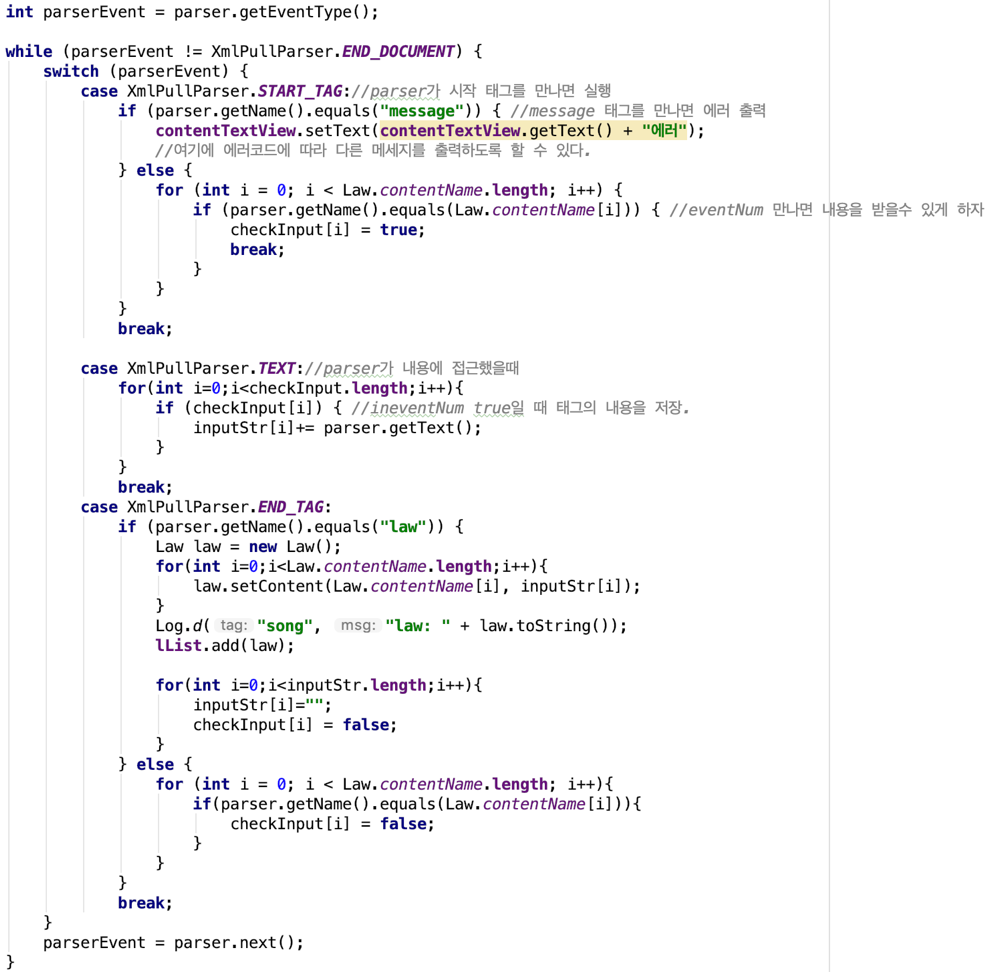 int parserEvent = parser.getEventType();

while (parserEvent != XmlPullParser.END_DOCUMENT) {
    switch (parserEvent) {
        case XmlPullParser.START_TAG://parser가 시작 태그를 만나면 실행
            if (parser.getName().equals("message")) { //message 태그를 만나면 에러 출력
                contentTextView.setText(contentTextView.getText() + "에러");
                //여기에 에러코드에 따라 다른 메세지를 출력하도록 할 수 있다.
            } else {
                for (int i = 0; i < Law.contentName.length; i++) {
                    if (parser.getName().equals(Law.contentName[i])) { //eventNum 만나면 내용을 받을수 있게 하자
                        checkInput[i] = true;
                        break;
                    }
                }
            }
            break;

        case XmlPullParser.TEXT://parser가 내용에 접근했을때
            for(int i=0;i<checkInput.length;i++){
                if (checkInput[i]) { //ineventNum true일 때 태그의 내용을 저장.
                    inputStr[i]+= parser.getText();
                }
            }
            break;
        case XmlPullParser.END_TAG:
            if (parser.getName().equals("law")) {
                Law law = new Law();
                for(int i=0;i<Law.contentName.length;i++){
                    law.setContent(Law.contentName[i], inputStr[i]);
                }
                Log.d( tag: "song",  msg: "law: " + law.toString());
                lList.add(law);

                for(int i=0;i<inputStr.length;i++){
                    inputStr[i]="";
                    checkInput[i] = false;
                }
            } else {
                for (int i = 0; i < Law.contentName.length; i++){
                    if(parser.getName().equals(Law.contentName[i])){
                        checkInput[i] = false;
                    }
                }
            }
            break;
    }
    parserEvent = parser.next();
}